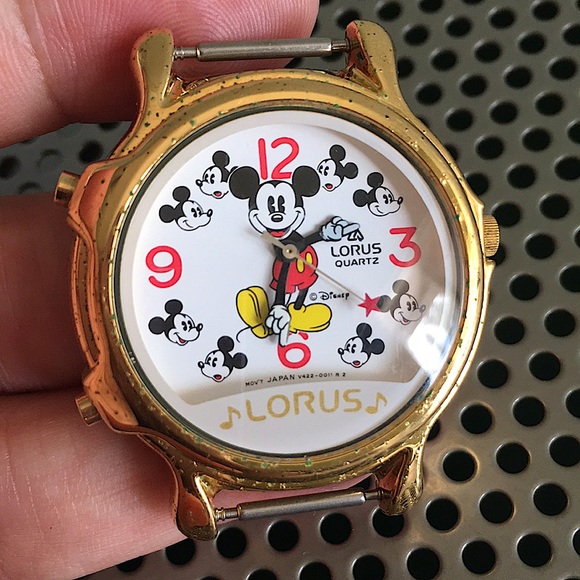 12
9
3
LORUS
QUARTZ
© DISNEY
6
MOV'T JAPAN V422-0011 R 2
♪LORUS♪